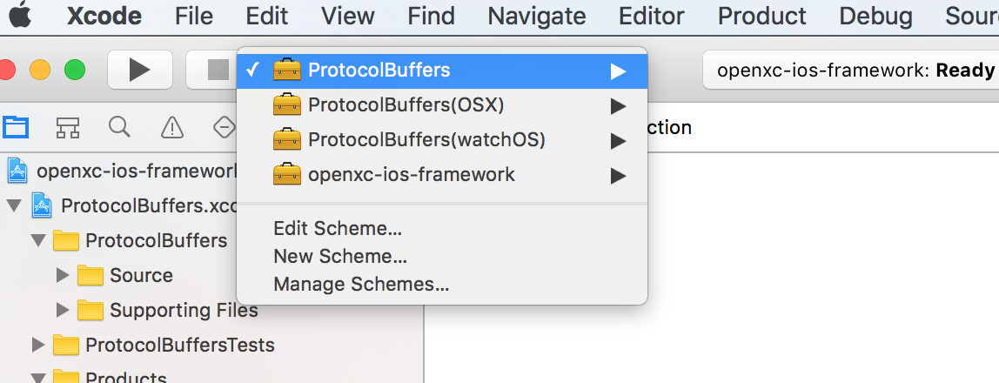 Xcode File Edit View Find Navigate Editor Product Debug Sour
ProtocolBuffers
openxc-ios-framework: Ready
ProtocolBuffers(OSX)
ProtocolBuffers(watchOS)
ction
openxc-ios-framework
openxc-ios-framework
ProtocolBuffers.xco
Edit Scheme...
ProtocolBuffers
New Scheme...
Source
Manage Schemes...
Supporting Files
ProtocolBuffersTests
Products